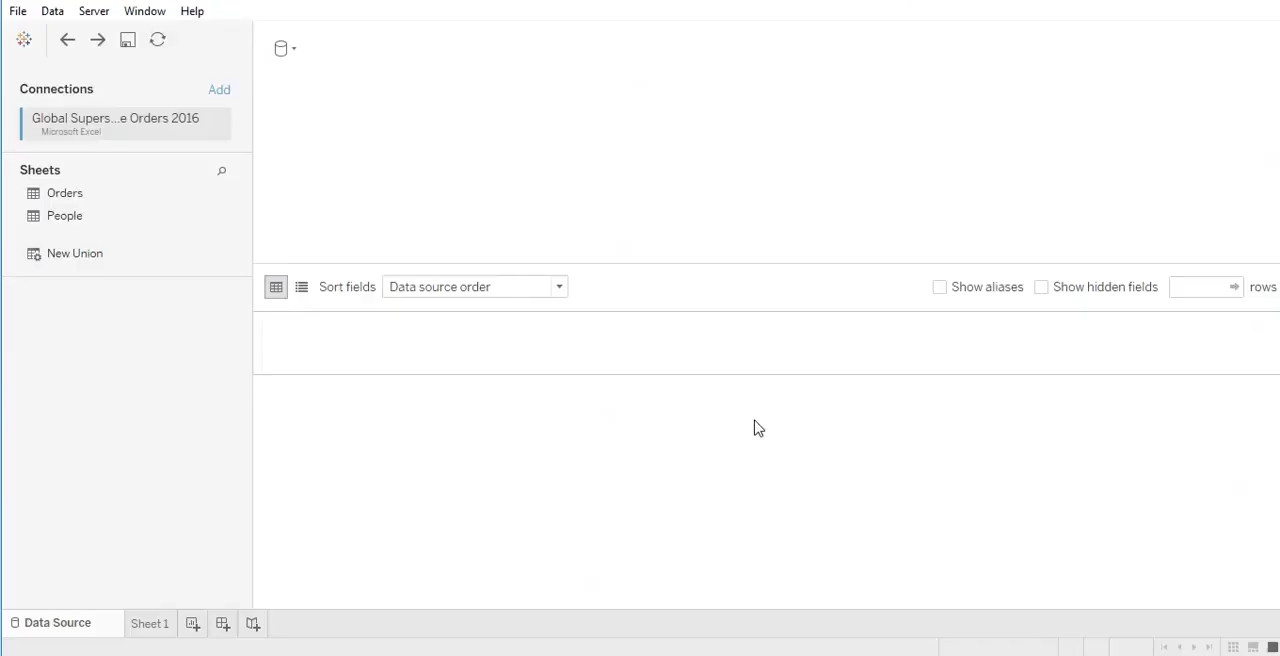 File Data Server Window Help
Connections Add
Global Supers...e Orders 2016
Microsoft Excel
Sheets
Orders
People
New Union
Sort fields Data source order Show aliases Show hidden fields rows
Data Source Sheet 1